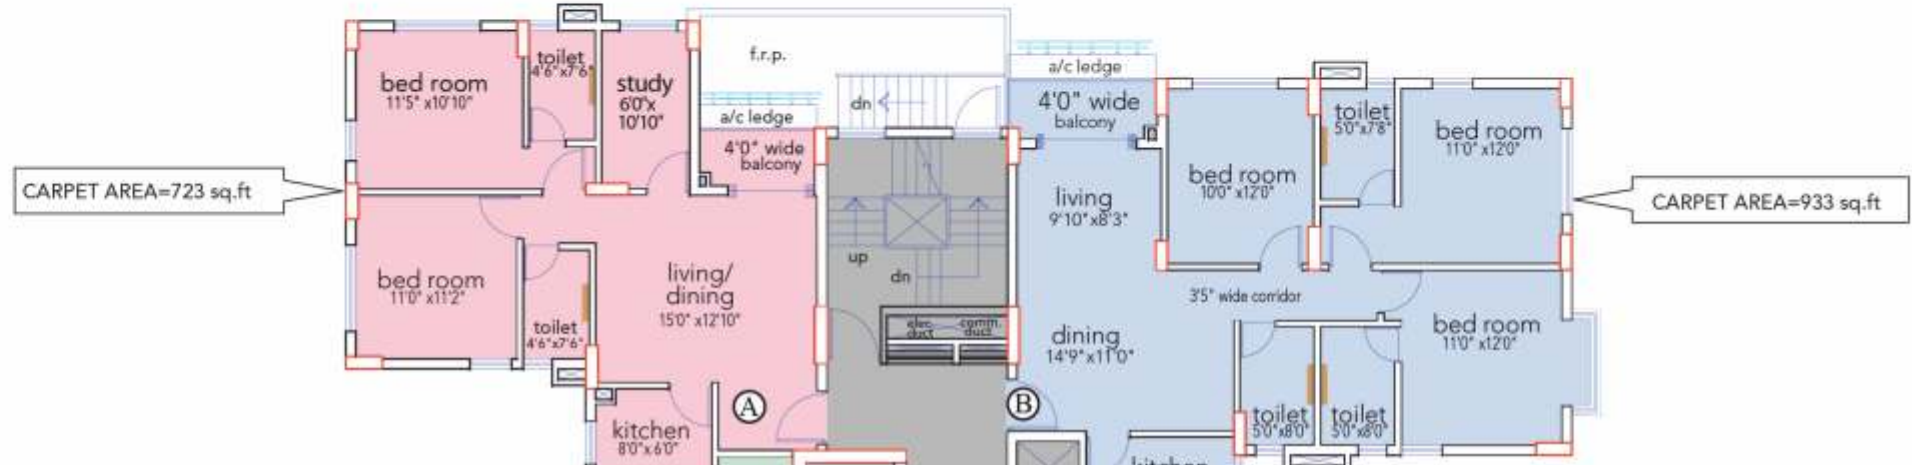 CARPET AREA=723 sq.ft
bed room
11'5" x10'10"
toilet
4'6"x7'6"
study
6'0"x
10'10"
f.r.p.
a/c ledge
4'0" wide
balcony
dn
bed room
11'0" x11'2"
toilet
4'6"x7'6"
living/
dining
15'0" x12'10"
kitchen
8'0"x6'0"
A
up
dn
elec.
duct
comm.
duct
a/c ledge
4'0" wide
balcony
living
9'10"x8'3"
bed room
10'0"x12'0"
toilet
5'0"x7'8"
bed room
11'0" x12'0"
CARPET AREA=933 sq.ft
3'5" wide corridor
dining
14'9"x11'0"
bed room
11'0" x12'0"
B
toilet
5'0"x8'0"
toilet
5'0"x8'0"
kitchen